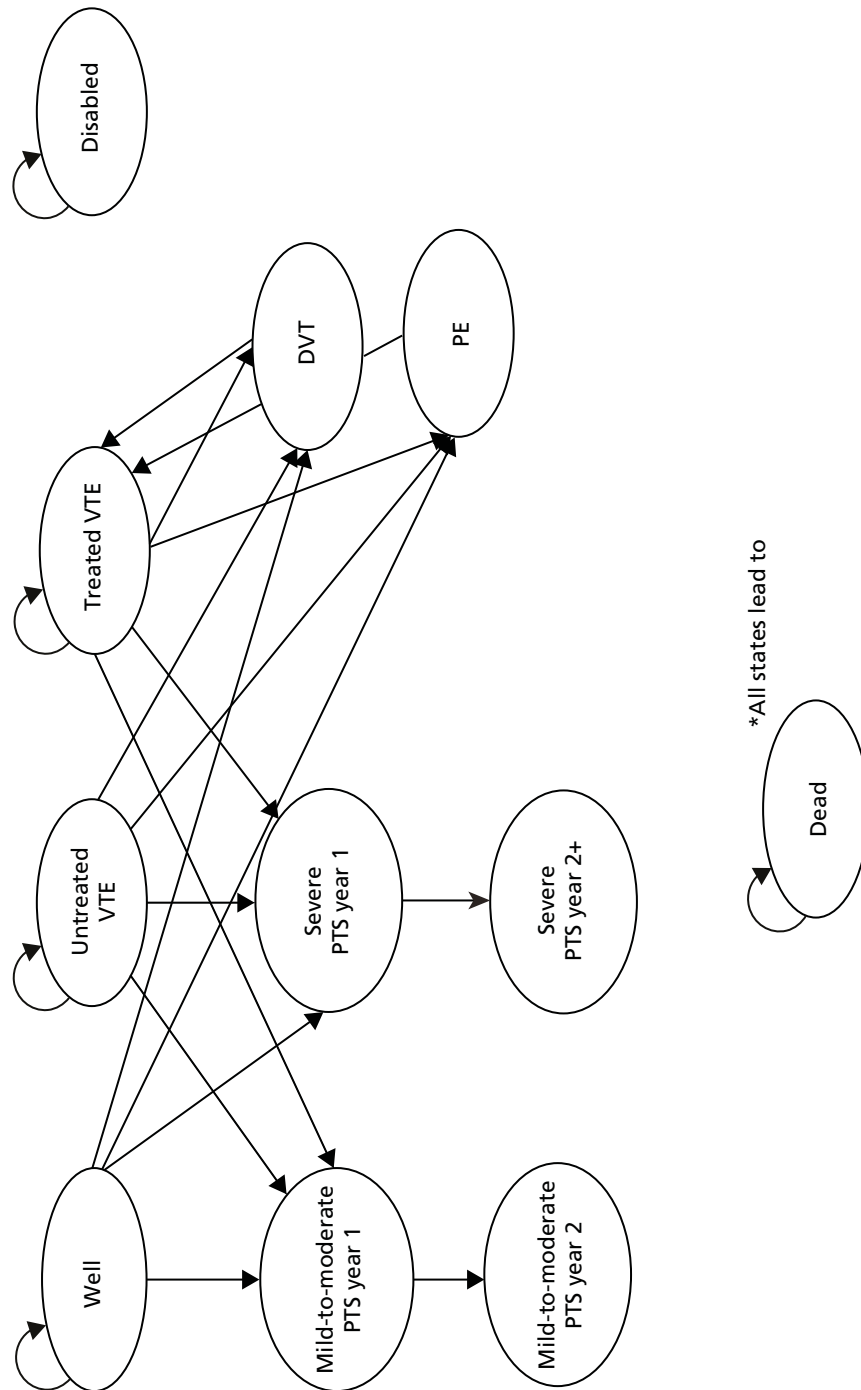 Well
Untreated
VTE
Treated VTE
Disabled
Mild-to-moderate
PTS year 1
Severe
PTS year 1
DVT
Mild-to-moderate
PTS year 2
Severe
PTS year 2+
PE
*All states lead to
Dead